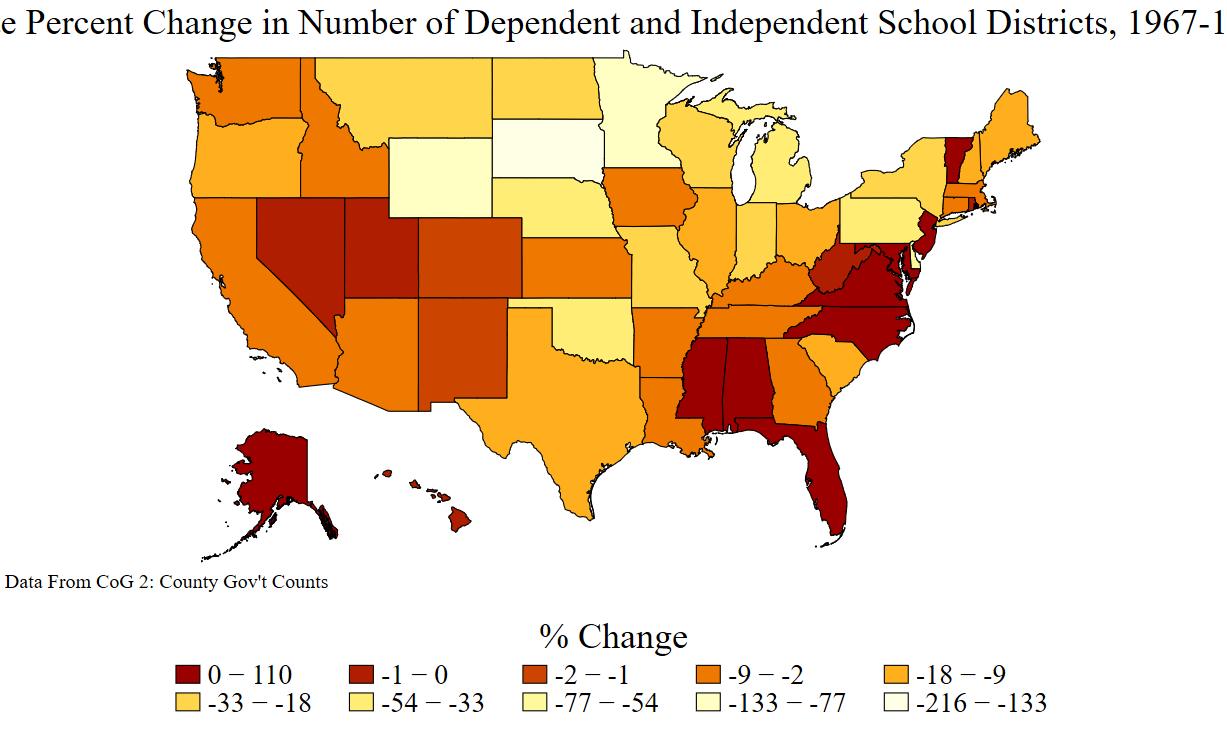 e Percent Change in Number of Dependent and Independent School Districts, 1967-1
Data From CoG 2: County Gov't Counts
% Change
0 – 110 -1 – 0 -2 – -1 -9 – -2 -18 – -9
-33 – -18 -54 – -33 -77 – -54 -133 – -77 -216 – -133